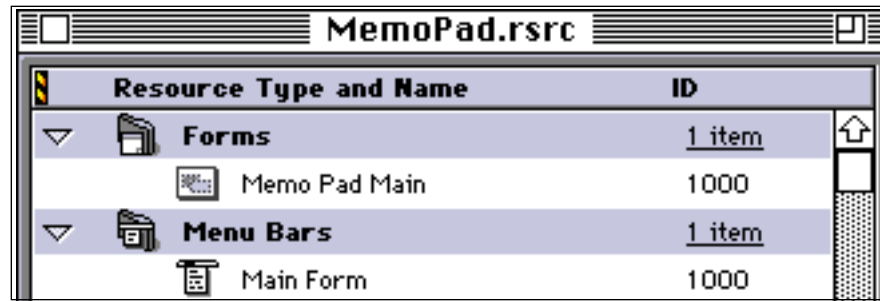 MemoPad.rsrc
Resource Type and Name ID
Forms 1 item
Memo Pad Main 1000
Menu Bars 1 item
Main Form 1000